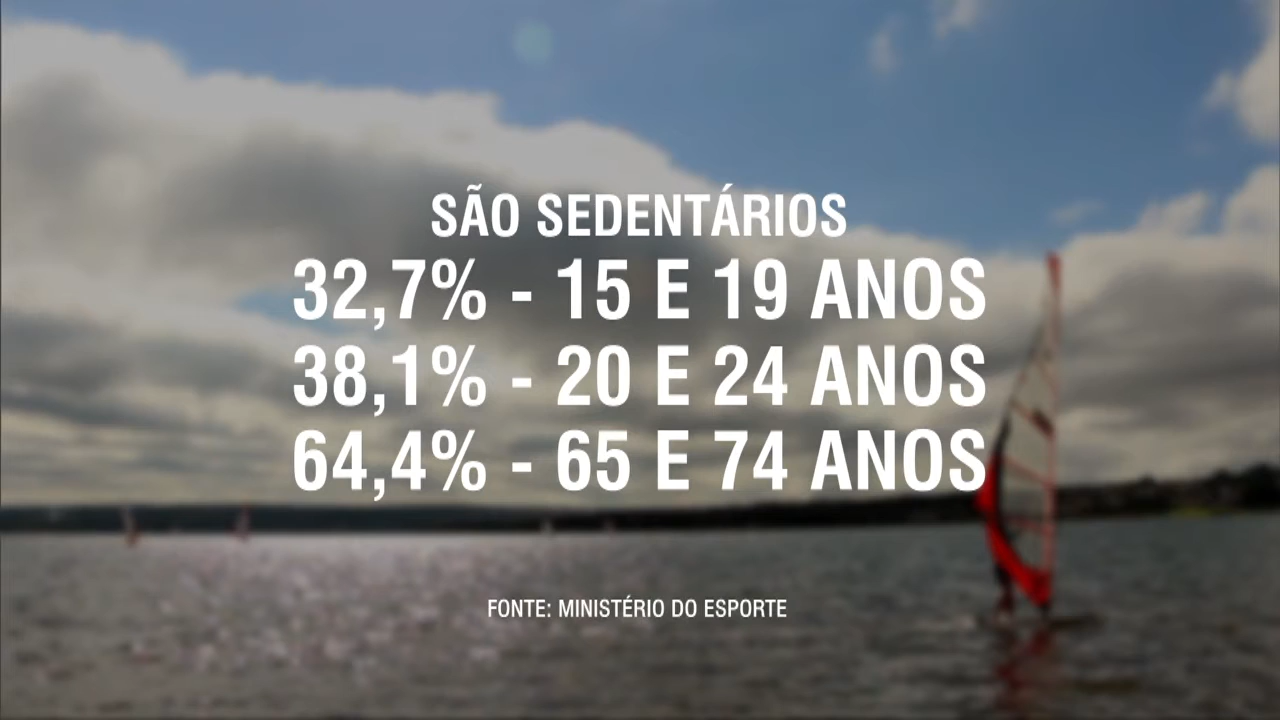 SÃO SEDENTÁRIOS
32,7% - 15 E 19 ANOS
38,1% - 20 E 24 ANOS
64,4% - 65 E 74 ANOS
FONTE: MINISTÉRIO DO ESPORTE